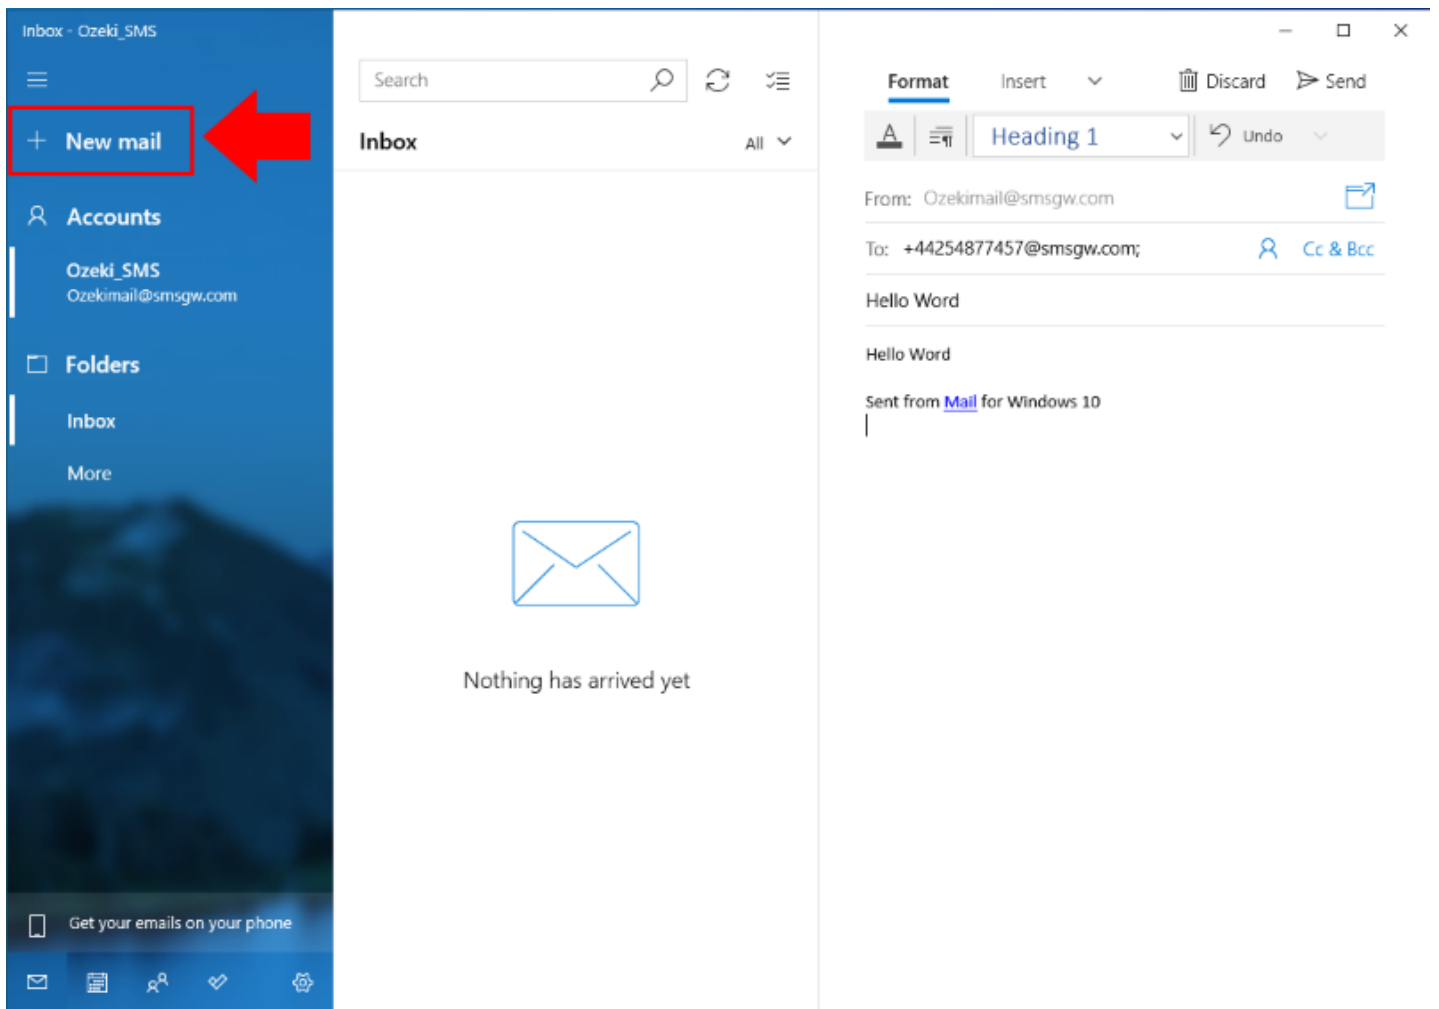 Inbox - Ozeki_SMS
New mail
Accounts
Ozeki_SMS
Ozekimail@smsgw.com
Folders
Inbox
More
Get your emails on your phone
Search
Inbox
All
Nothing has arrived yet
Format Insert Discard Send
Heading 1 Undo
From: Ozekimail@smsgw.com
To: +44254877457@smsgw.com; Cc & Bcc
Hello Word
Hello Word
Sent from Mail for Windows 10